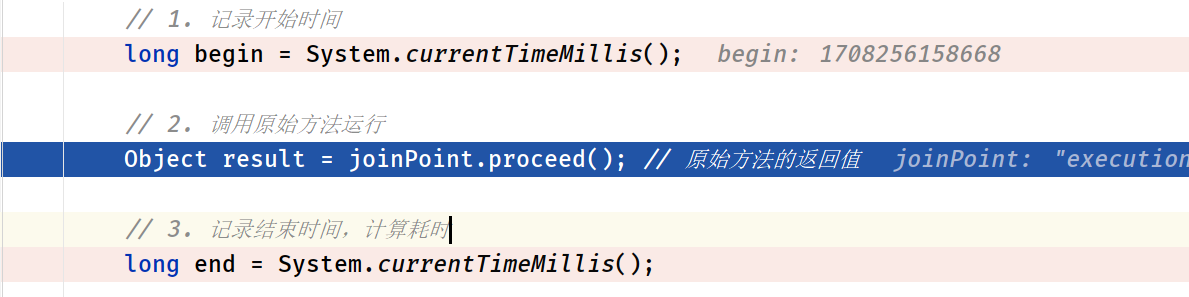 // 1. 记录开始时间
long begin = System.currentTimeMillis(); begin: 1708256158668
// 2. 调用原始方法运行
Object result = joinPoint.proceed(); // 原始方法的返回值 joinPoint: "execution
// 3. 记录结束时间，计算耗时
long end = System.currentTimeMillis();